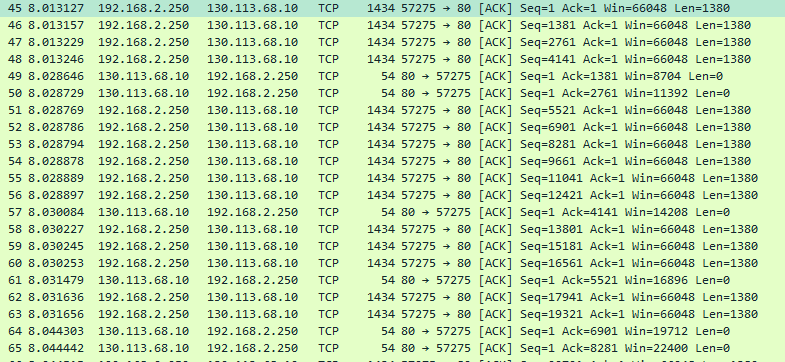 45 8.013127 192.168.2.250 130.113.68.10 TCP 1434 57275 → 80 [ACK] Seq=1 Ack=1 Win=66048 Len=1380
46 8.013157 192.168.2.250 130.113.68.10 TCP 1434 57275 → 80 [ACK] Seq=1381 Ack=1 Win=66048 Len=1380
47 8.013229 192.168.2.250 130.113.68.10 TCP 1434 57275 → 80 [ACK] Seq=2761 Ack=1 Win=66048 Len=1380
48 8.013246 192.168.2.250 130.113.68.10 TCP 1434 57275 → 80 [ACK] Seq=4141 Ack=1 Win=66048 Len=1380
49 8.028646 130.113.68.10 192.168.2.250 TCP 54 80 → 57275 [ACK] Seq=1 Ack=1381 Win=8704 Len=0
50 8.028729 130.113.68.10 192.168.2.250 TCP 54 80 → 57275 [ACK] Seq=1 Ack=2761 Win=11392 Len=0
51 8.028769 192.168.2.250 130.113.68.10 TCP 1434 57275 → 80 [ACK] Seq=5521 Ack=1 Win=66048 Len=1380
52 8.028786 192.168.2.250 130.113.68.10 TCP 1434 57275 → 80 [ACK] Seq=6901 Ack=1 Win=66048 Len=1380
53 8.028794 192.168.2.250 130.113.68.10 TCP 1434 57275 → 80 [ACK] Seq=8281 Ack=1 Win=66048 Len=1380
54 8.028878 192.168.2.250 130.113.68.10 TCP 1434 57275 → 80 [ACK] Seq=9661 Ack=1 Win=66048 Len=1380
55 8.028889 192.168.2.250 130.113.68.10 TCP 1434 57275 → 80 [ACK] Seq=11041 Ack=1 Win=66048 Len=1380
56 8.028897 192.168.2.250 130.113.68.10 TCP 1434 57275 → 80 [ACK] Seq=12421 Ack=1 Win=66048 Len=1380
57 8.030084 130.113.68.10 192.168.2.250 TCP 54 80 → 57275 [ACK] Seq=1 Ack=4141 Win=14208 Len=0
58 8.030227 192.168.2.250 130.113.68.10 TCP 1434 57275 → 80 [ACK] Seq=13801 Ack=1 Win=66048 Len=1380
59 8.030245 192.168.2.250 130.113.68.10 TCP 1434 57275 → 80 [ACK] Seq=15181 Ack=1 Win=66048 Len=1380
60 8.030253 192.168.2.250 130.113.68.10 TCP 1434 57275 → 80 [ACK] Seq=16561 Ack=1 Win=66048 Len=1380
61 8.031479 130.113.68.10 192.168.2.250 TCP 54 80 → 57275 [ACK] Seq=1 Ack=5521 Win=16896 Len=0
62 8.031636 192.168.2.250 130.113.68.10 TCP 1434 57275 → 80 [ACK] Seq=17941 Ack=1 Win=66048 Len=1380
63 8.031656 192.168.2.250 130.113.68.10 TCP 1434 57275 → 80 [ACK] Seq=19321 Ack=1 Win=66048 Len=1380
64 8.044303 130.113.68.10 192.168.2.250 TCP 54 80 → 57275 [ACK] Seq=1 Ack=6901 Win=19712 Len=0
65 8.044442 130.113.68.10 192.168.2.250 TCP 54 80 → 57275 [ACK] Seq=1 Ack=8281 Win=22400 Len=0